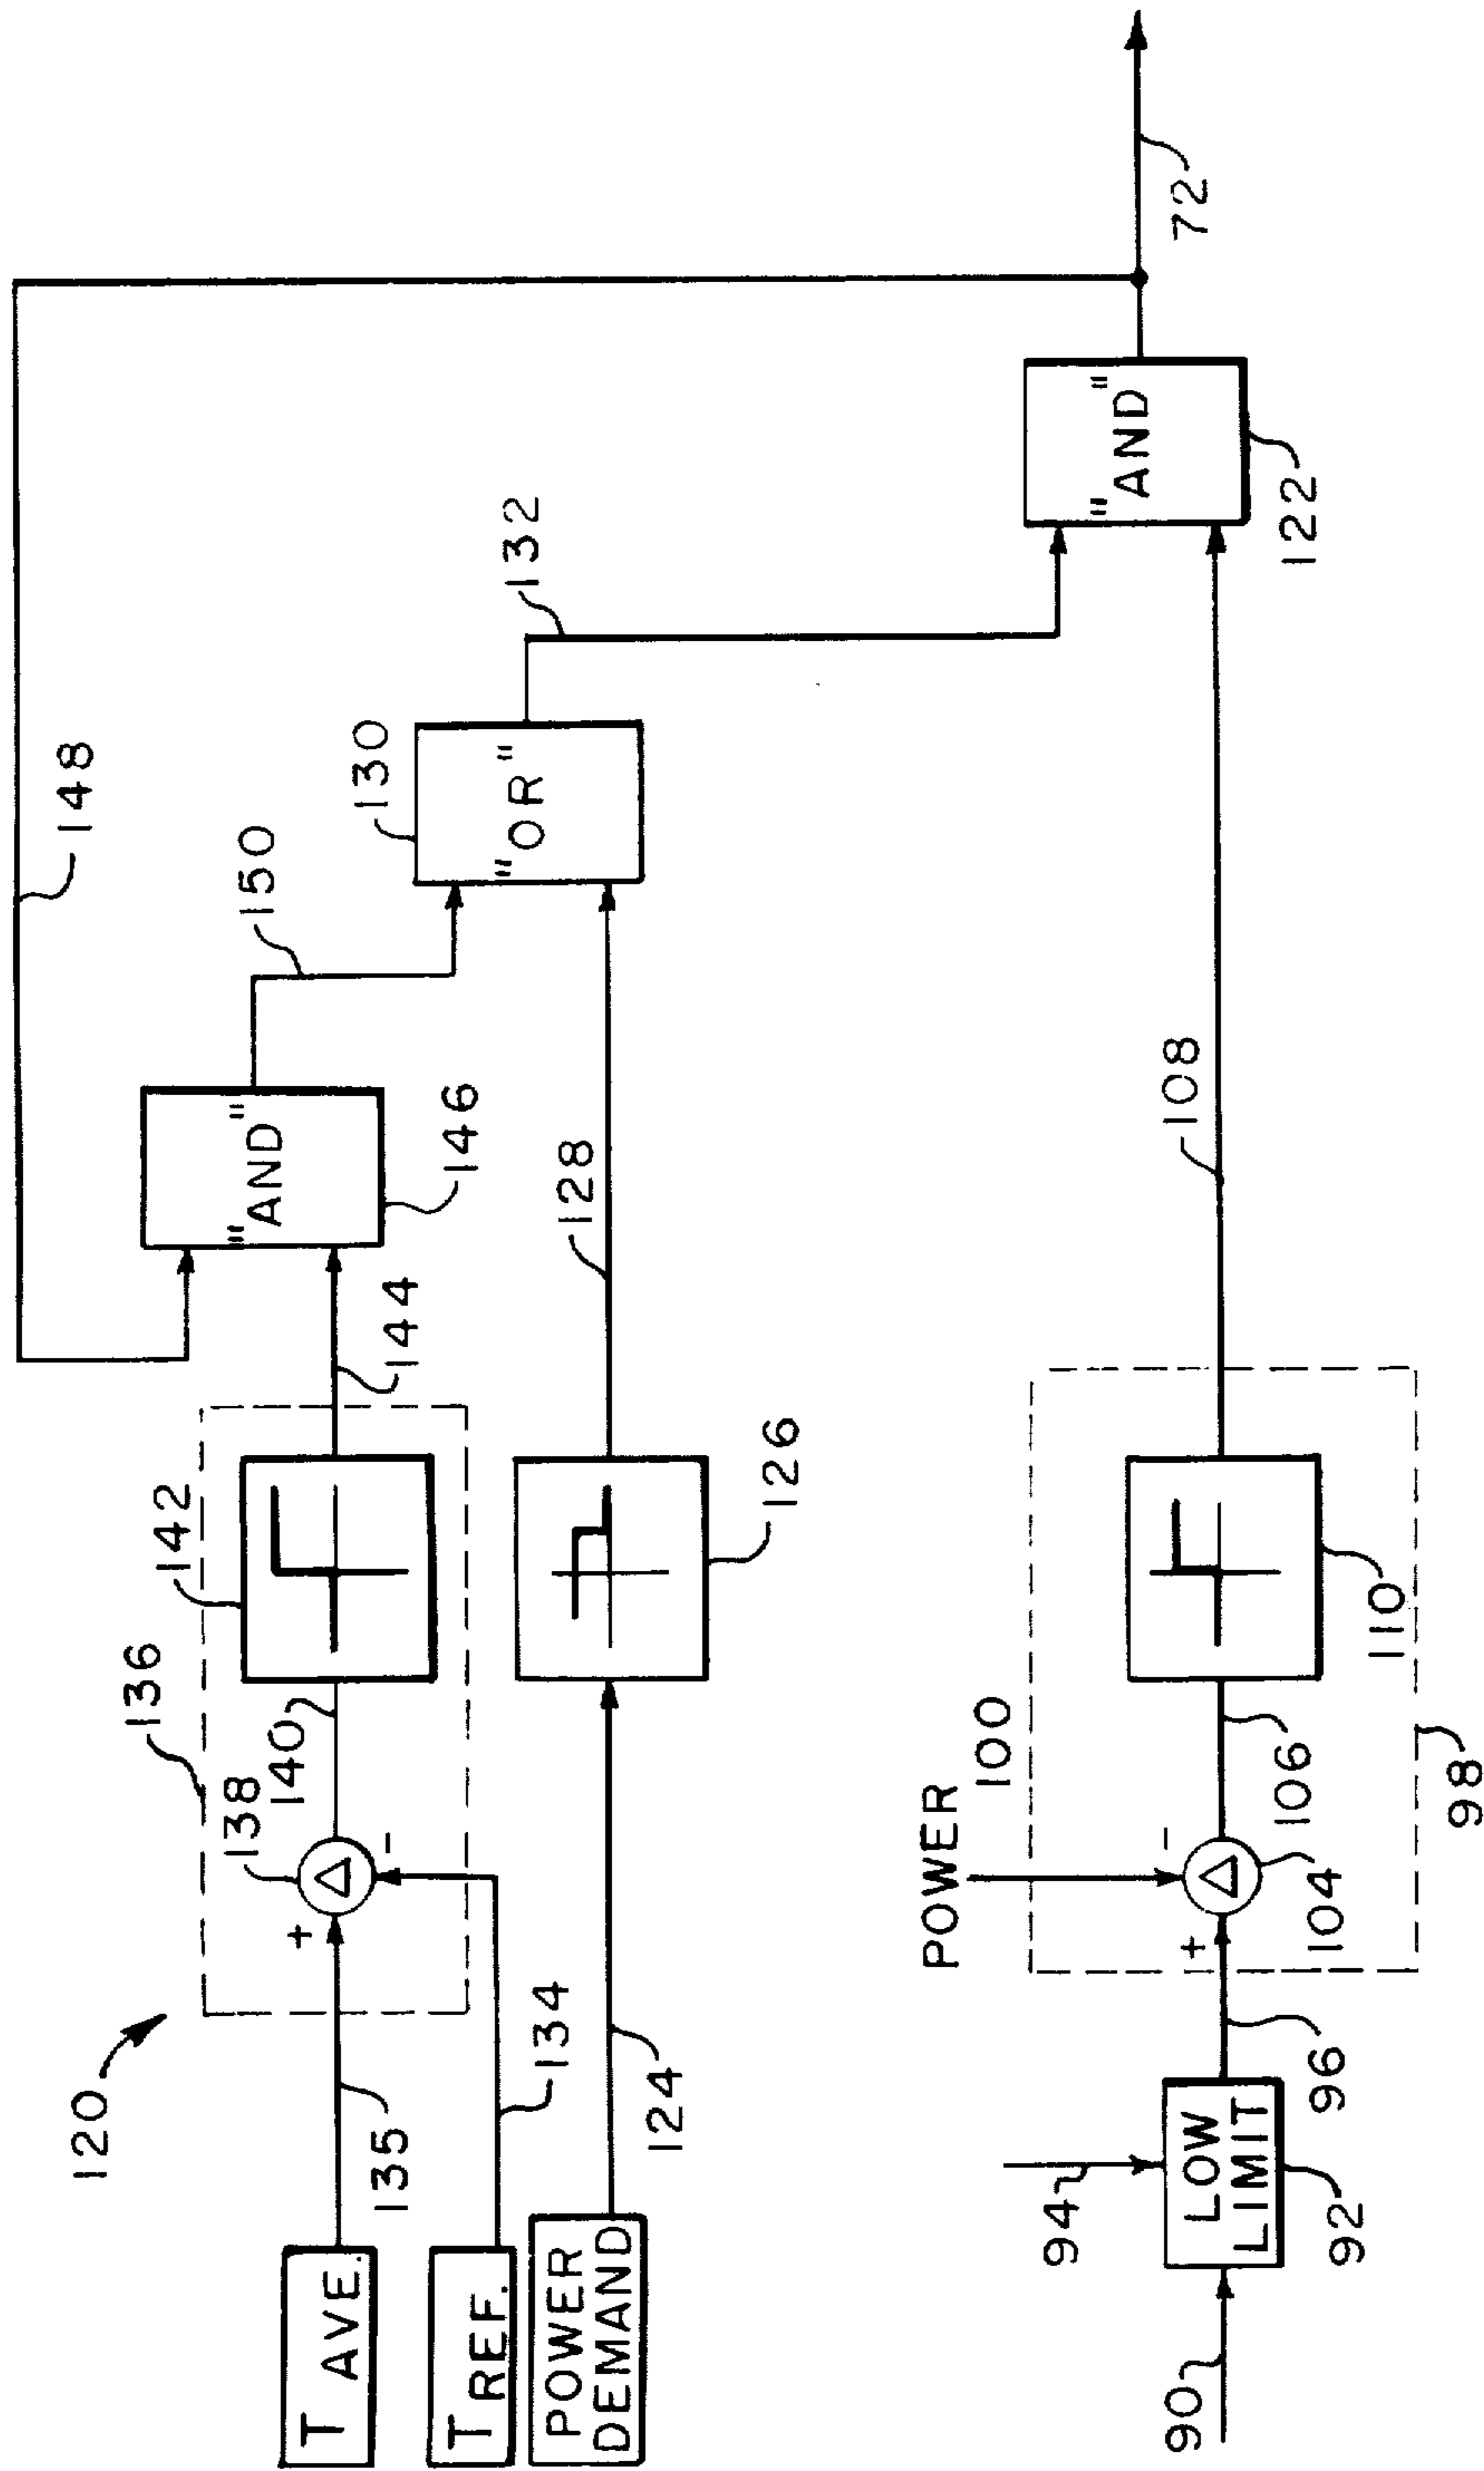 120
T AVE.
135
T REF.
134
POWER
DEMAND
124
136
138
+
-
Δ
140
142
144
"AND"
146
148
150
126
128
"OR"
130
132
90
94
LOW
LIMIT
92
96
POWER
100
+
-
Δ
104
106
110
98
108
"AND"
122
72